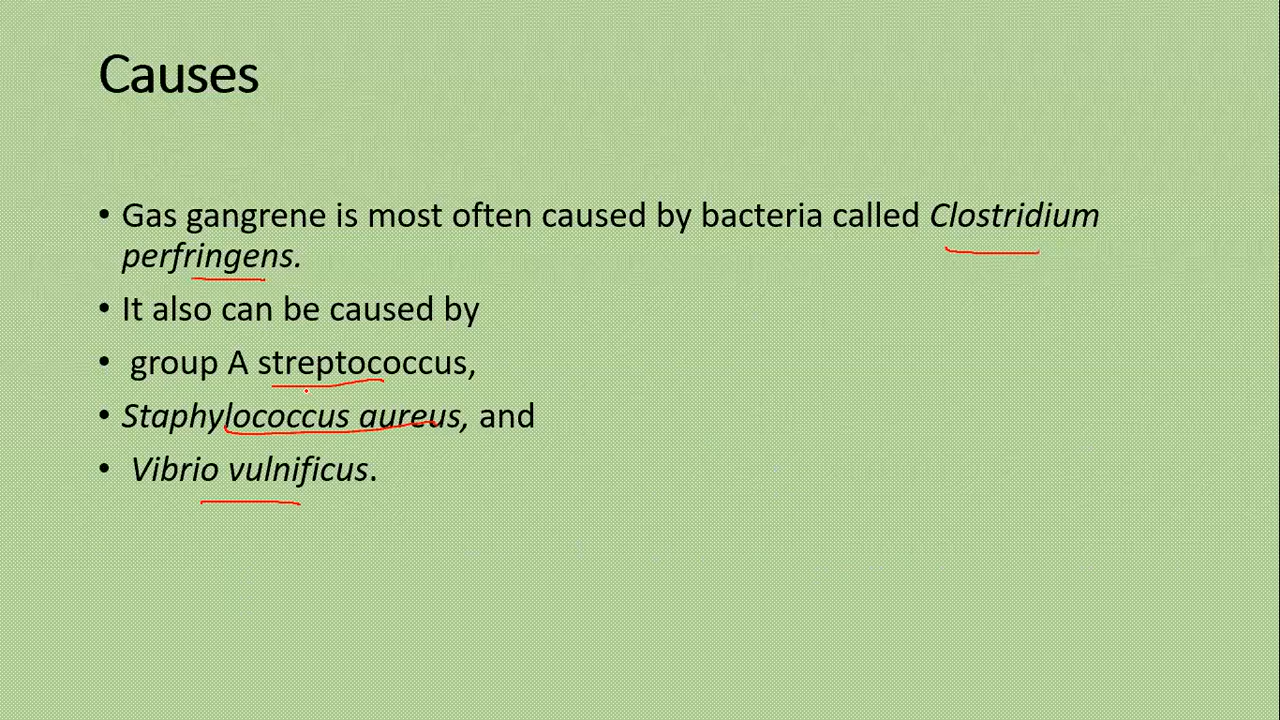 Causes
• Gas gangrene is most often caused by bacteria called Clostridium
perfringens.
• It also can be caused by
• group A streptococcus,
• Staphylococcus aureus, and
• Vibrio vulnificus.